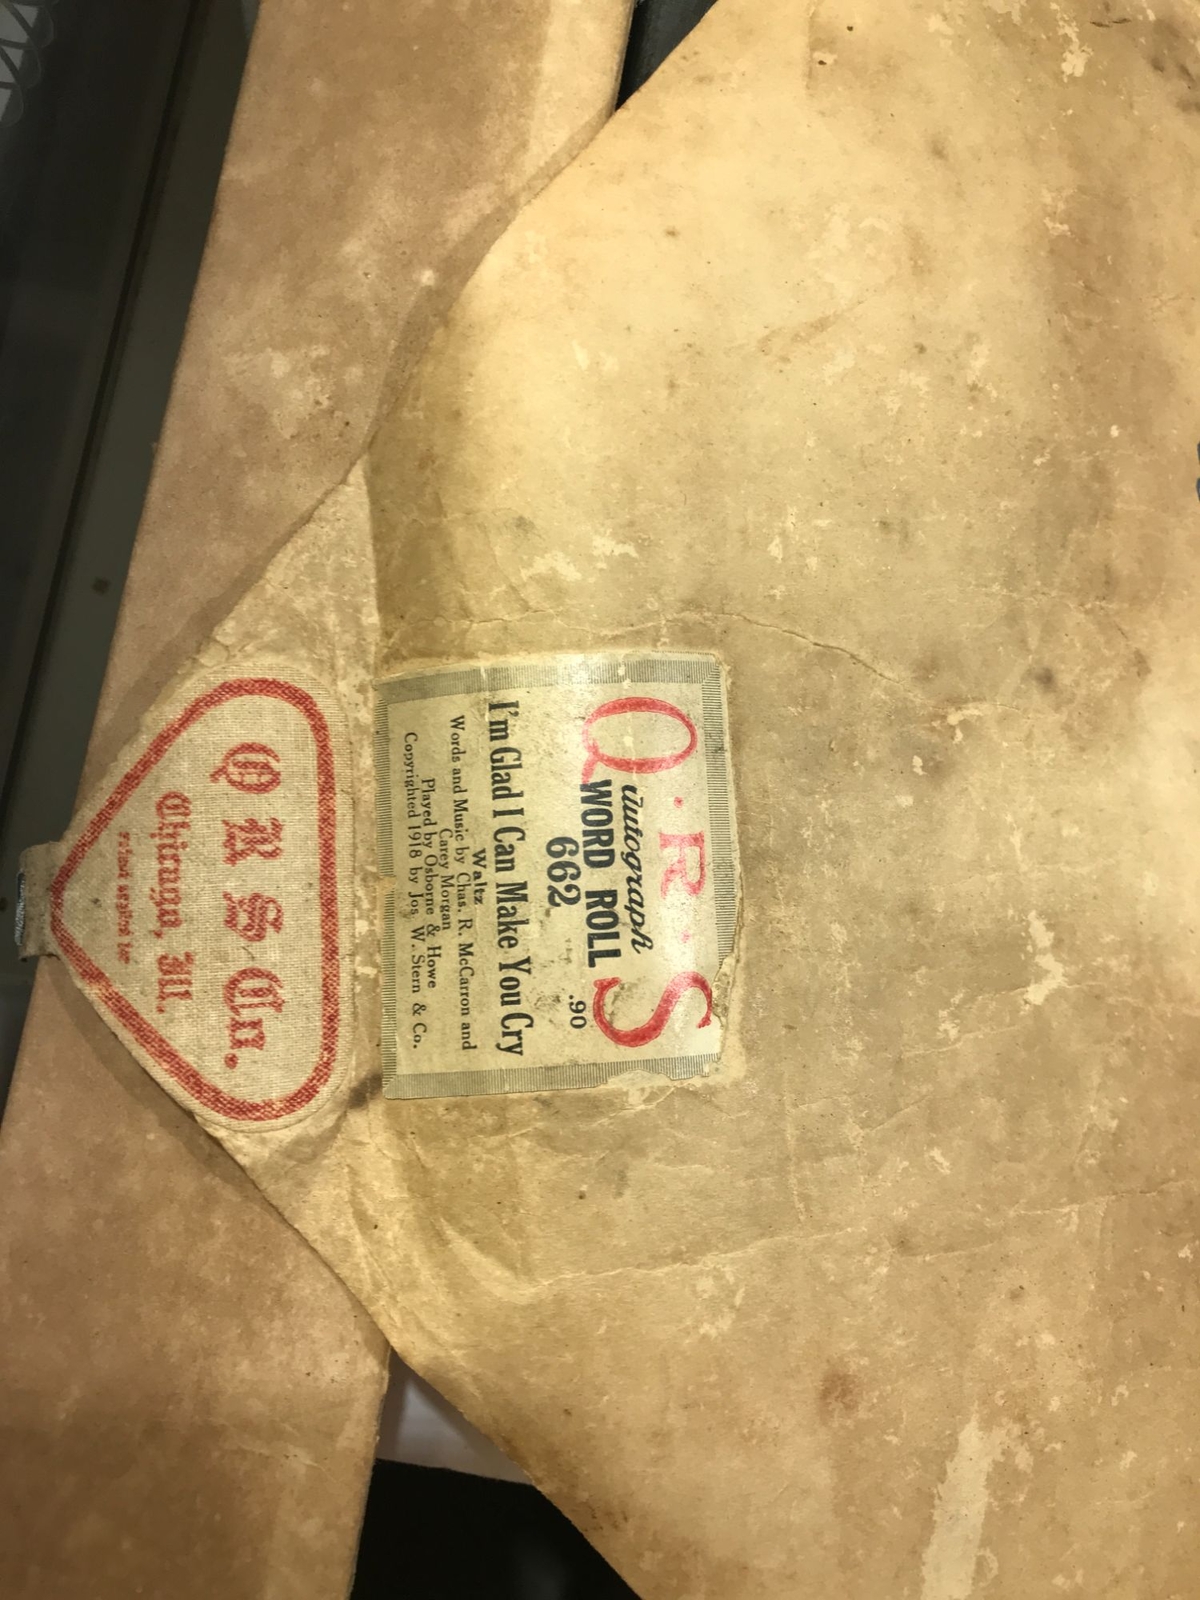 Q·R·S
Autograph
WORD ROLL
662 .90
I'm Glad I Can Make You Cry
Waltz
Words and Music by Chas. R. McCarron and
Carey Morgan
Played by Osborne & Howe
Copyrighted 1918 by Jos. W. Stern & Co.
Q R S Co.
Chicago, Ill.